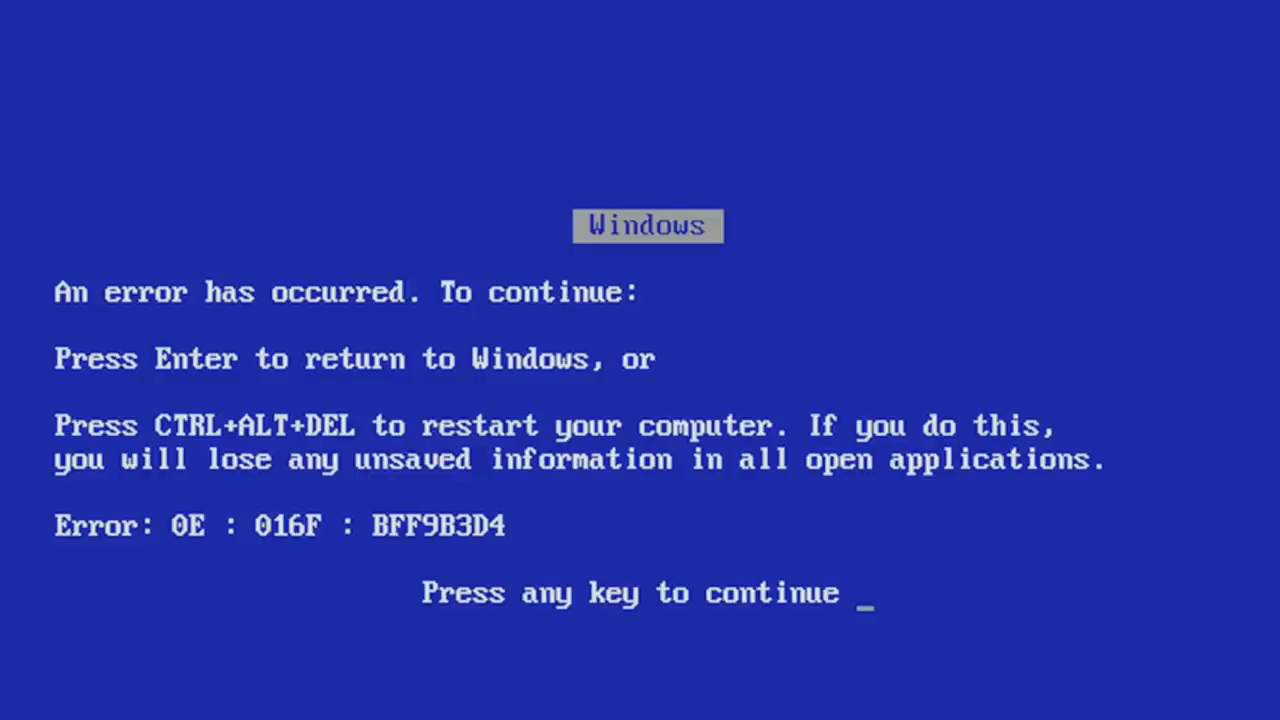 Windows
An error has occurred. To continue:
Press Enter to return to Windows, or
Press CTRL+ALT+DEL to restart your computer. If you do this,
you will lose any unsaved information in all open applications.
Error: 0E : 016F : BFF9B3D4
Press any key to continue _